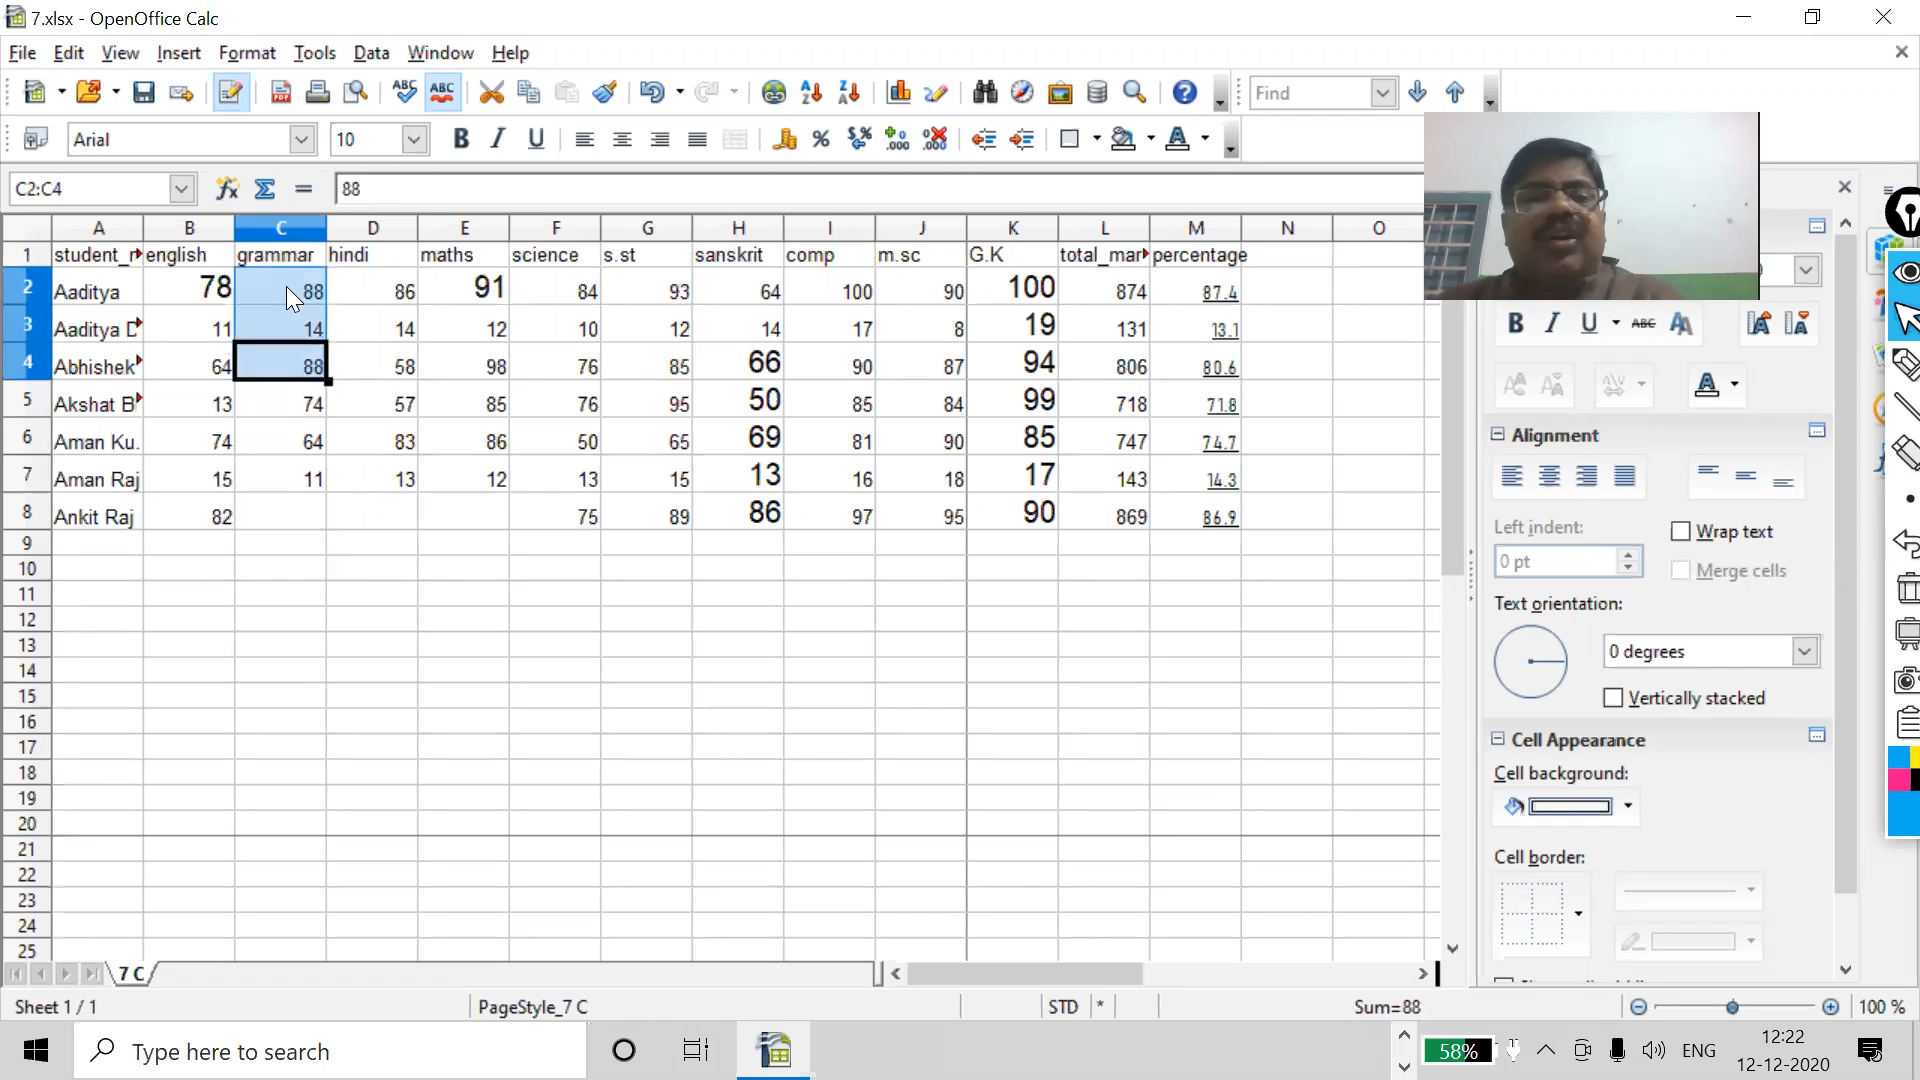 7.xlsx - OpenOffice Calc
File Edit View Insert Format Tools Data Window Help
Find
Arial 10
C2:C4 88
A B C D E F G H I J K L M N O
1 student_r english grammar hindi maths science s.st sanskrit comp m.sc G.K total_mar percentage
2 Aaditya 78 88 86 91 84 93 64 100 90 100 874 87.4
3 Aaditya D 11 14 14 12 10 12 14 17 8 19 131 13.1
4 Abhishek 64 88 58 98 76 85 66 90 87 94 806 80.6
5 Akshat B 13 74 57 85 76 95 50 85 84 99 718 71.8
6 Aman Ku. 74 64 83 86 50 65 69 81 90 85 747 74.7
7 Aman Raj 15 11 13 12 13 15 13 16 18 17 143 14.3
8 Ankit Raj 82 75 89 86 97 95 90 869 86.9
9
10
11
12
13
14
15
16
17
18
19
20
21
22
23
24
25
Alignment
Left indent:
Wrap text
0 pt
Merge cells
Text orientation:
0 degrees
Vertically stacked
Cell Appearance
Cell background:
Cell border:
7 C
Sheet 1 / 1 PageStyle_7 C STD * Sum=88 100 %
Type here to search
58%
ENG
12:22
12-12-2020